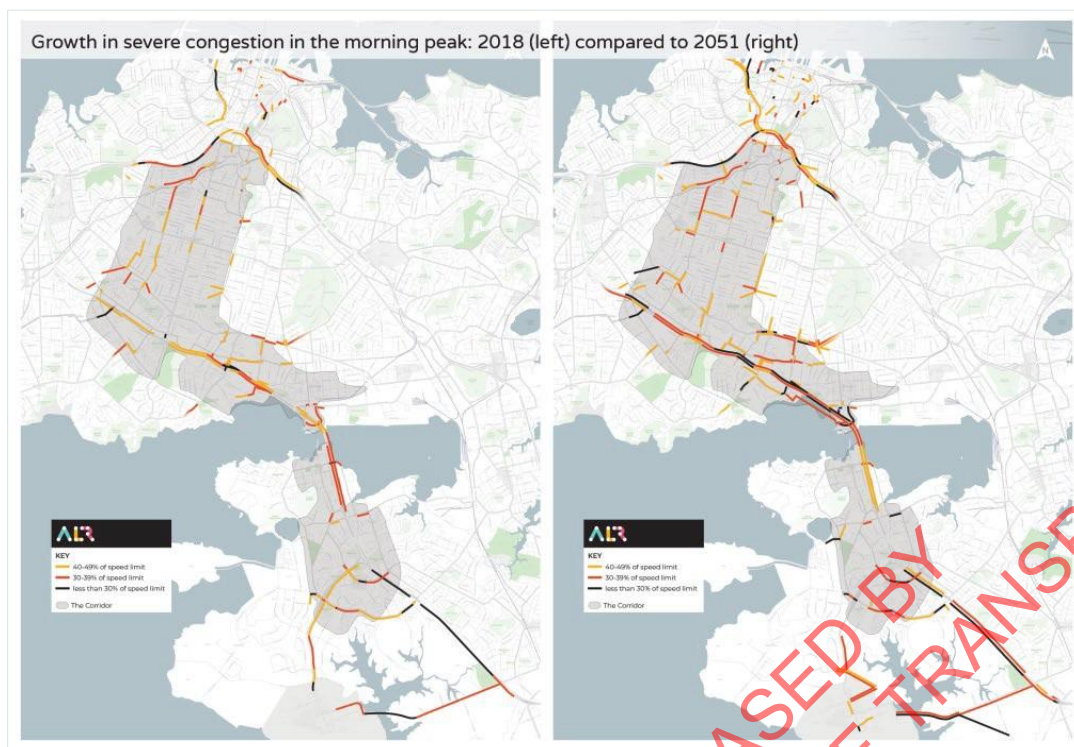 Growth in severe congestion in the morning peak: 2018 (left) compared to 2051 (right)
N
ALR
KEY
40-49% of speed limit
30-39% of speed limit
less than 30% of speed limit
The Corridor
ALR
KEY
40-49% of speed limit
30-39% of speed limit
less than 30% of speed limit
The Corridor
ASED BY
E TRANSP